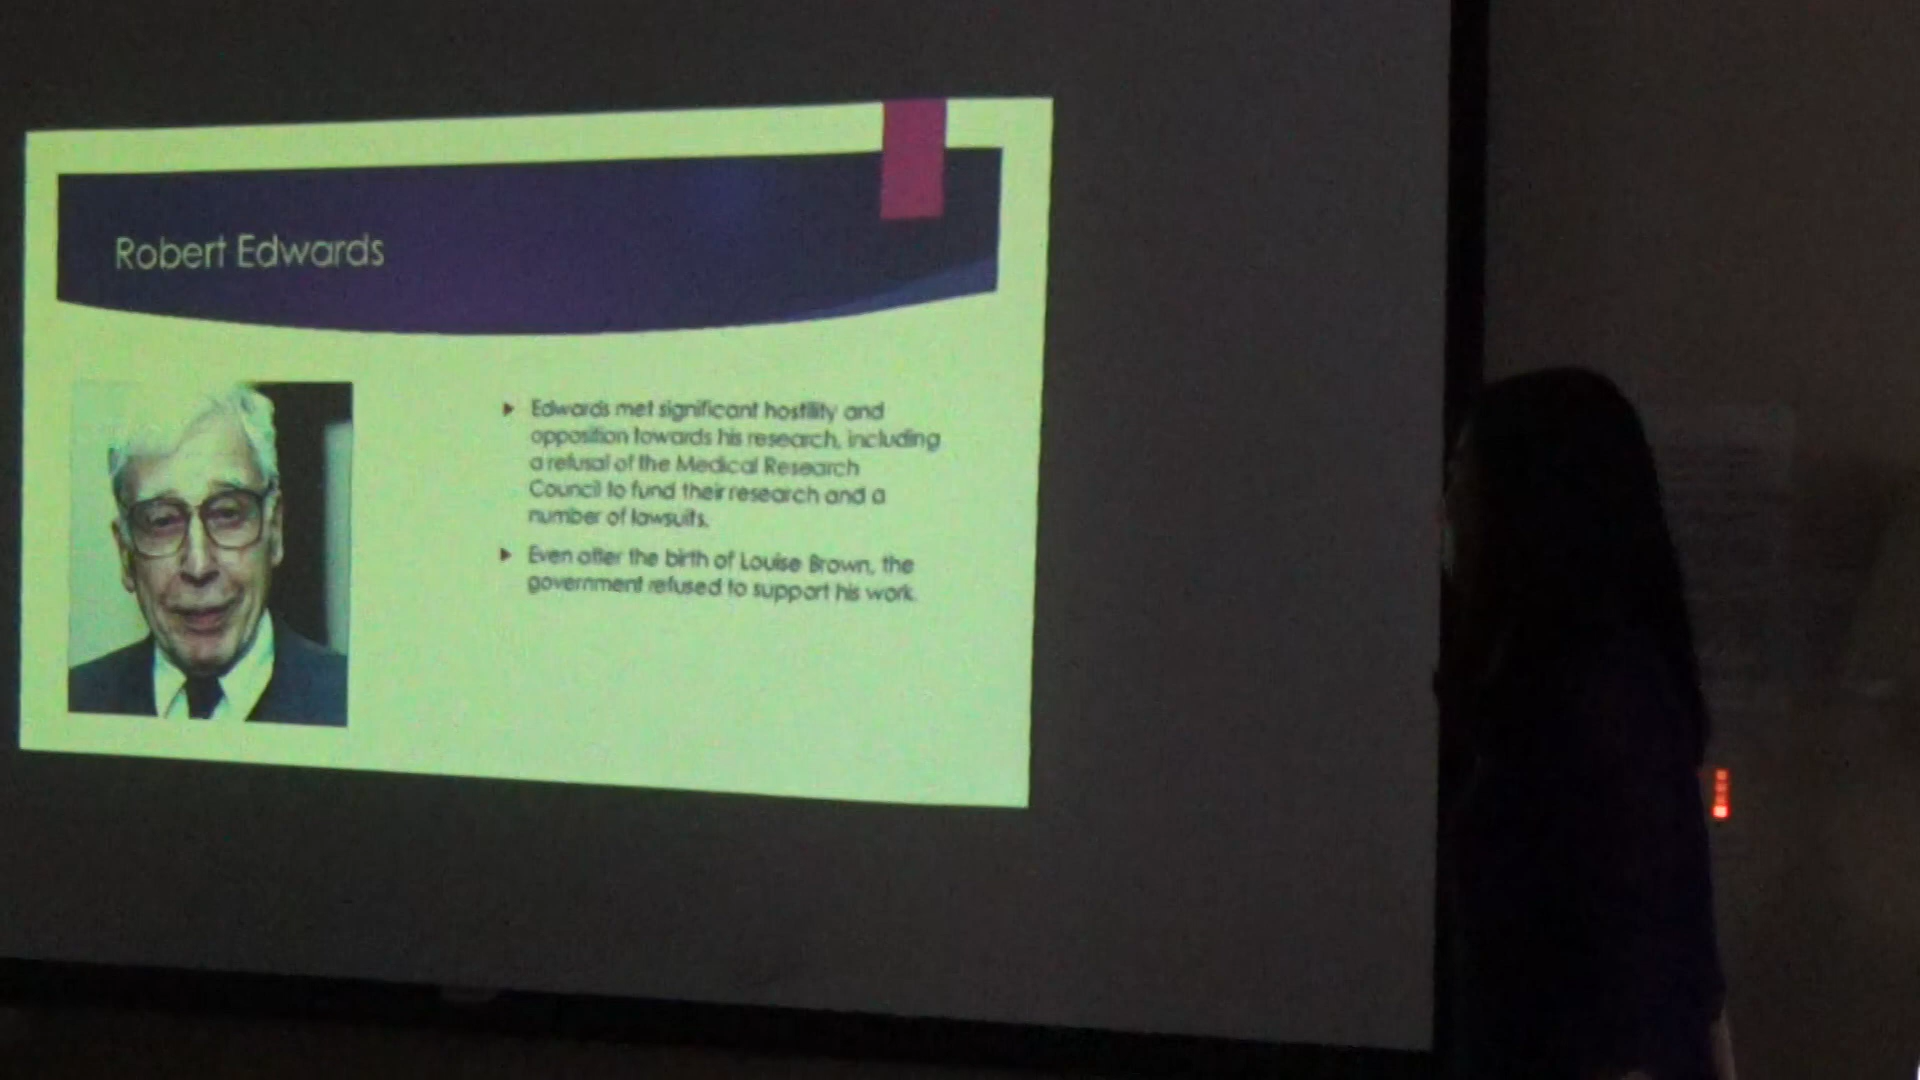 Robert Edwards
Edwards met significant hostility and
opposition towards his research, including
a refusal of the Medical Research
Council to fund their research and a
number of lawsuits.
Even after the birth of Louise Brown, the
government refused to support his work.